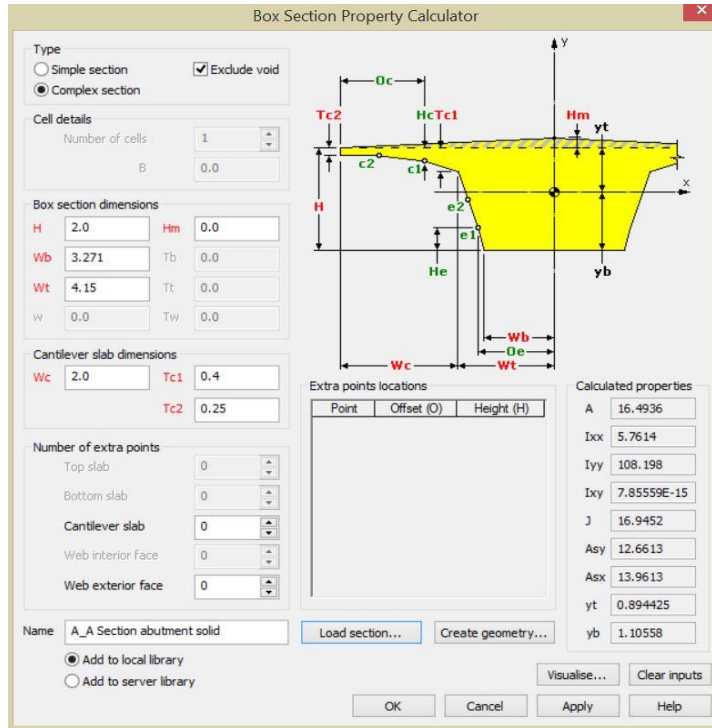 Box Section Property Calculator
Type
Simple section
Exclude void
Complex section
Cell details
Number of cells 1
B 0.0
Box section dimensions
H 2.0 Hm 0.0
Wb 3.271 Tb 0.0
Wt 4.15 Tt 0.0
w 0.0 Tw 0.0
Cantilever slab dimensions
Wc 2.0 Tc1 0.4
Tc2 0.25
Number of extra points
Top slab 0
Bottom slab 0
Cantilever slab 0
Web interior face 0
Web exterior face 0
y
Oc
Tc2 Hc Tc1 Hm yt
c2 c1
x
H
e2
e1
He yb
Wb
Oe
Wc Wt
Extra points locations
Point Offset (O) Height (H)
Calculated properties
A 16.4936
Ixx 5.7614
Iyy 108.198
Ixy 7.85559E-15
J 16.9452
Asy 12.6613
Asx 13.9613
yt 0.894425
yb 1.10558
Name A_A Section abutment solid
Load section... Create geometry...
Add to local library
Add to server library
Visualise... Clear inputs
OK Cancel Apply Help